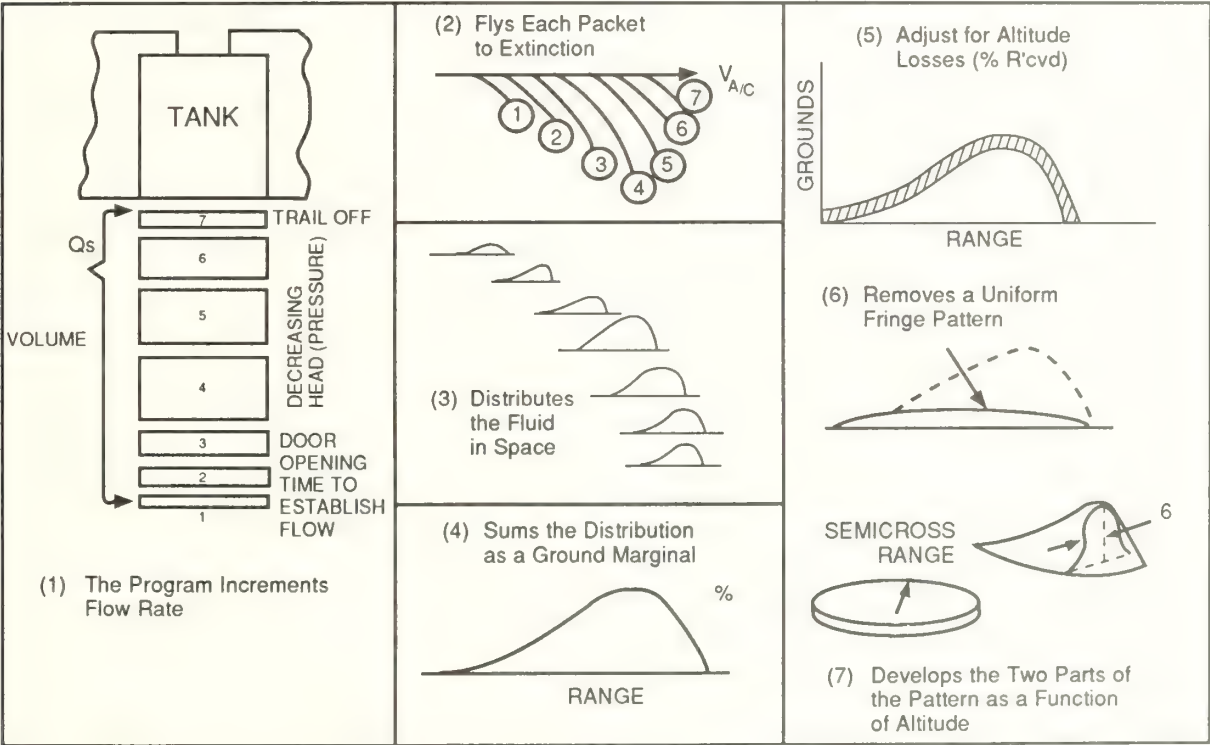 TANK
Qs
VOLUME
7
6
5
4
3
2
1
TRAIL OFF
DECREASING
HEAD (PRESSURE)
DOOR
OPENING
TIME TO
ESTABLISH
FLOW
(1) The Program Increments
Flow Rate
(2) Flys Each Packet
to Extinction
VA/C
1
2
3
4
5
6
7
(3) Distributes
the Fluid
in Space
(4) Sums the Distribution
as a Ground Marginal
%
RANGE
(5) Adjust for Altitude
Losses (% R'cvd)
GROUNDS
RANGE
(6) Removes a Uniform
Fringe Pattern
SEMICROSS
RANGE
6
(7) Develops the Two Parts of
the Pattern as a Function
of Altitude